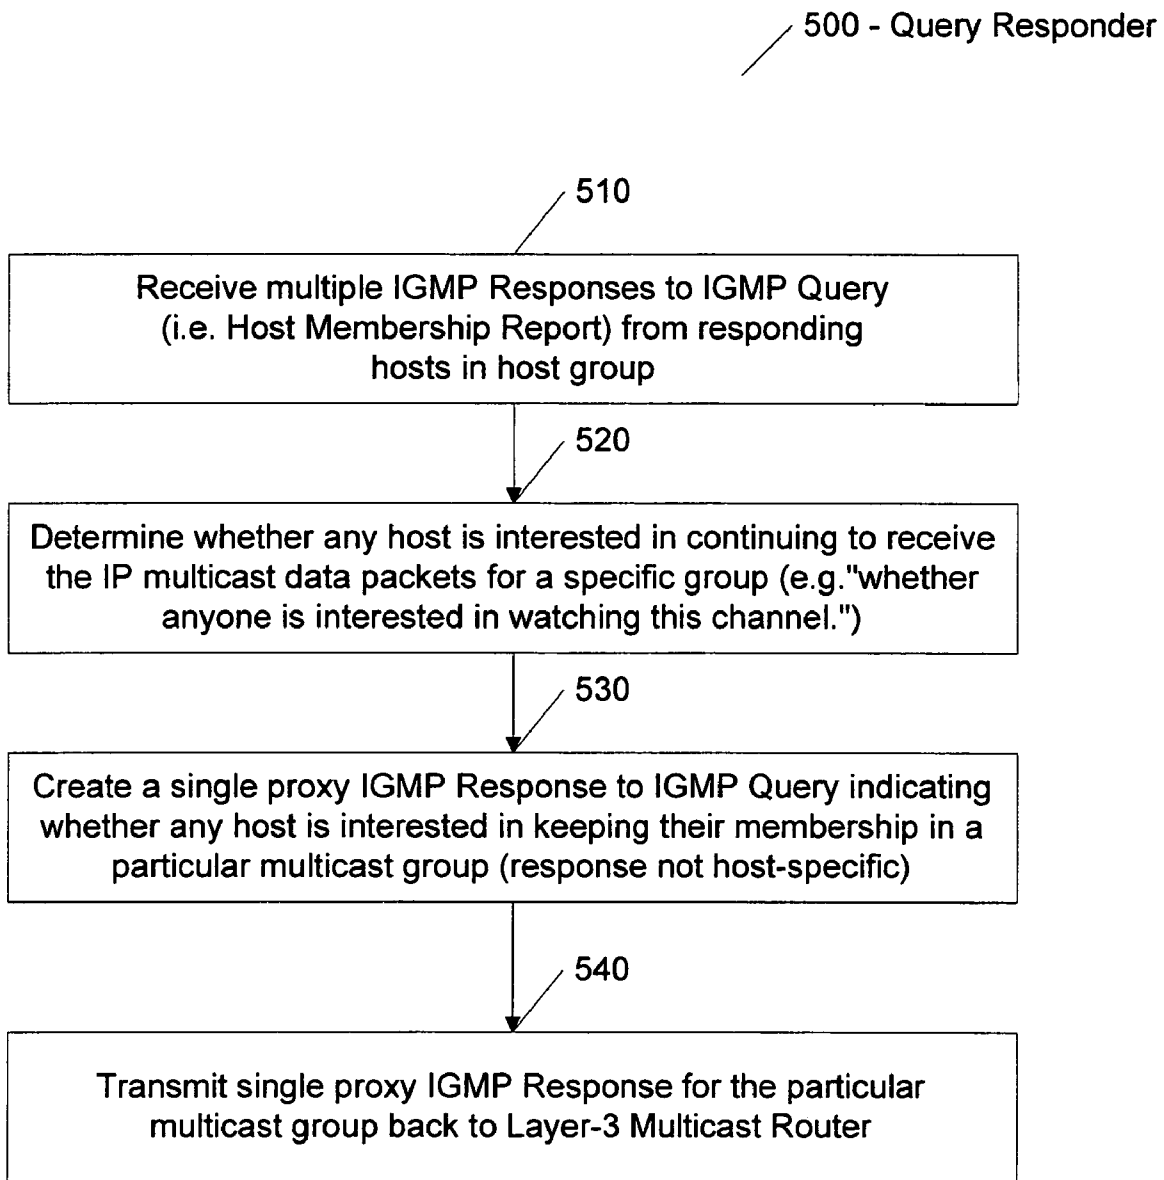 500 - Query Responder
510
Receive multiple IGMP Responses to IGMP Query
(i.e. Host Membership Report) from responding
hosts in host group
520
Determine whether any host is interested in continuing to receive
the IP multicast data packets for a specific group (e.g."whether
anyone is interested in watching this channel.")
530
Create a single proxy IGMP Response to IGMP Query indicating
whether any host is interested in keeping their membership in a
particular multicast group (response not host-specific)
540
Transmit single proxy IGMP Response for the particular
multicast group back to Layer-3 Multicast Router